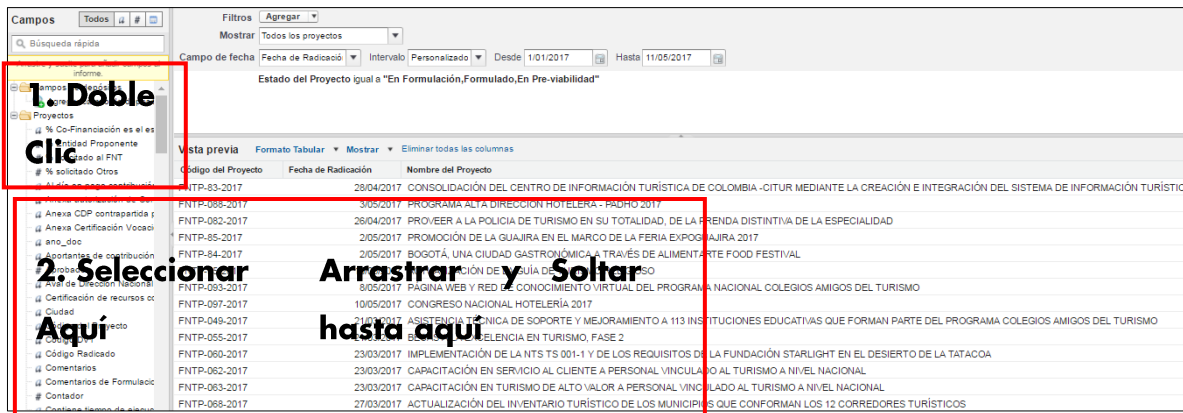 Campos Todos a #
Búsqueda rápida
informe.
Proyectos
% Co-Financiación es el es
Entidad Proponente
solicitado al FNT
% solicitado Otros
Anexa CDP contrapartida p
Anexa Certificación Vocaci
ano_doc
Aportantes de contribución
Aval de Dirección Nacional
Certificación de recursos co
Ciudad
Código Radicado
Comentarios
Comentarios de Formulacic
Contador
1. Doble
Clic
2. Seleccionar
Aquí
Arrastrar y Soltar
hasta aquí
Filtros Agregar
Mostrar Todos los proyectos
Campo de fecha Fecha de Radicació Intervalo Personalizado Desde 1/01/2017 Hasta 11/05/2017
Estado del Proyecto igual a "En Formulación,Formulado,En Pre-viabilidad"
Vista previa Formato Tabular Mostrar Eliminar todas las columnas
Código del Proyecto Fecha de Radicación Nombre del Proyecto
FNTP-83-2017 28/04/2017 CONSOLIDACIÓN DEL CENTRO DE INFORMACIÓN TURÍSTICA DE COLOMBIA -CITUR MEDIANTE LA CREACIÓN E INTEGRACIÓN DEL SISTEMA DE INFORMACIÓN TURÍSTIC
FNTP-088-2017 3/05/2017 PROGRAMA ALTA DIRECCIÓN HOTELERA - PADHO 2017
FNTP-082-2017 26/04/2017 PROVEER A LA POLICIA DE TURISMO EN SU TOTALIDAD, DE LA PRENDA DISTINTIVA DE LA ESPECIALIDAD
FNTP-85-2017 2/05/2017 PROMOCIÓN DE LA GUAJIRA EN EL MARCO DE LA FERIA EXPOGUAJIRA 2017
FNTP-84-2017 2/05/2017 BOGOTÁ, UNA CIUDAD GASTRONÓMICA A TRAVÉS DE ALIMENTARTE FOOD FESTIVAL
FNTP-093-2017 8/05/2017 PÁGINA WEB Y RED DE CONOCIMIENTO VIRTUAL DEL PROGRAMA NACIONAL COLEGIOS AMIGOS DEL TURISMO
FNTP-097-2017 10/05/2017 CONGRESO NACIONAL HOTELERÍA 2017
FNTP-049-2017 21/03/2017 ASISTENCIA TÉCNICA DE SOPORTE Y MEJORAMIENTO A 113 INSTITUCIONES EDUCATIVAS QUE FORMAN PARTE DEL PROGRAMA COLEGIOS AMIGOS DEL TURISMO
FNTP-055-2017 EXCELENCIA EN TURISMO, FASE 2
FNTP-060-2017 23/03/2017 IMPLEMENTACIÓN DE LA NTS TS 001-1 Y DE LOS REQUISITOS DE LA FUNDACIÓN STARLIGHT EN EL DESIERTO DE LA TATACOA
FNTP-062-2017 23/03/2017 CAPACITACIÓN EN SERVICIO AL CLIENTE A PERSONAL VINCULADO AL TURISMO A NIVEL NACIONAL
FNTP-063-2017 23/03/2017 CAPACITACIÓN EN TURISMO DE ALTO VALOR A PERSONAL VINCULADO AL TURISMO A NIVEL NACIONAL
FNTP-068-2017 27/03/2017 ACTUALIZACIÓN DEL INVENTARIO TURÍSTICO DE LOS MUNICIPIOS QUE CONFORMAN LOS 12 CORREDORES TURÍSTICOS